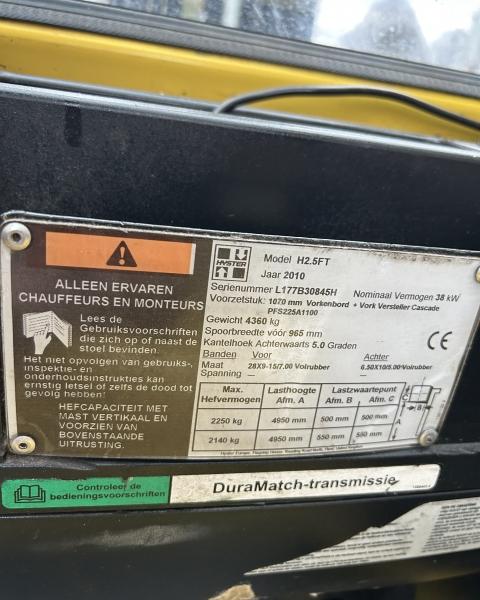 ALLEEN ERVAREN
CHAUFFEURS EN MONTEURS
Lees de
Gebruiksvoorschriften
die zich op of naast de
stoel bevinden.
Het niet opvolgen van gebruiks-,
inspektie- en
onderhoudsinstrukties kan
ernstig letsel of zelfs de dood tot
gevolg hebben!
HEFCAPACITEIT MET
MAST VERTIKAAL EN
VOORZIEN VAN
BOVENSTAANDE
UITRUSTING.
HYSTER
Model H2.5FT
Jaar 2010
Serienummer L177B30845H Nominaal Vermogen 38 kW
Voorzetstuk: 1070 mm Vorkenbord + Vork Versteller Cascade
PFS225A1100
Gewicht 4360 kg
Spoorbreedte vóór 965 mm
Kantelhoek Achterwaarts 5.0 Graden
CE
Banden Voor Achter
Maat 28X9-15/7.00 Volrubber 6.50X10/5.00/Volrubber
Spanning —
Max. Hefvermogen Lasthoogte Afm. A Lastzwaartepunt Afm. B Afm. C
2250 kg 4950 mm 500 mm 500 mm
2140 kg 4950 mm 550 mm 550 mm
A
B
C
Controleer de
bedieningsvoorschriften
DuraMatch-transmissie